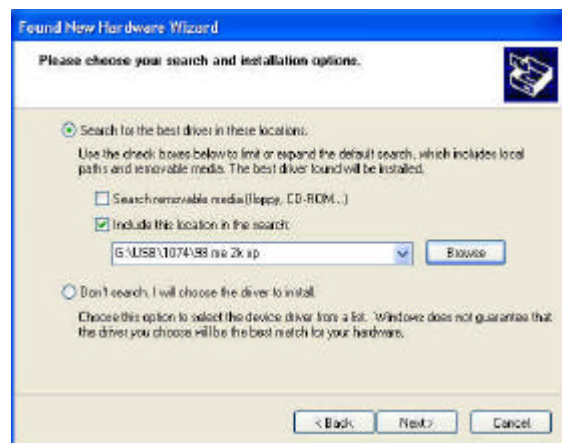 Found New Hardware Wizard
Please choose your search and installation options.
Search for the best driver in these locations.
Use the check boxes below to limit or expand the default search, which includes local
paths and removable media. The best driver found will be installed.
Search removable media (floppy, CD-ROM...)
Include this location in the search:
G:\USB\1074\98 me 2k xp
Browse
Don't search. I will choose the driver to install.
Choose this option to select the device driver from a list. Windows does not guarantee that
the driver you choose will be the best match for your hardware.
< Back
Next >
Cancel